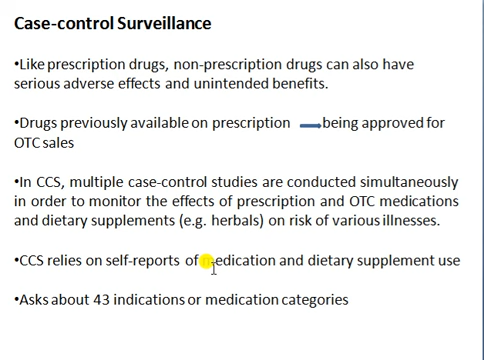 Case-control Surveillance
•Like prescription drugs, non-prescription drugs can also have
serious adverse effects and unintended benefits.
•Drugs previously available on prescription being approved for
OTC sales
•In CCS, multiple case-control studies are conducted simultaneously
in order to monitor the effects of prescription and OTC medications
and dietary supplements (e.g. herbals) on risk of various illnesses.
•CCS relies on self-reports of medication and dietary supplement use
•Asks about 43 indications or medication categories